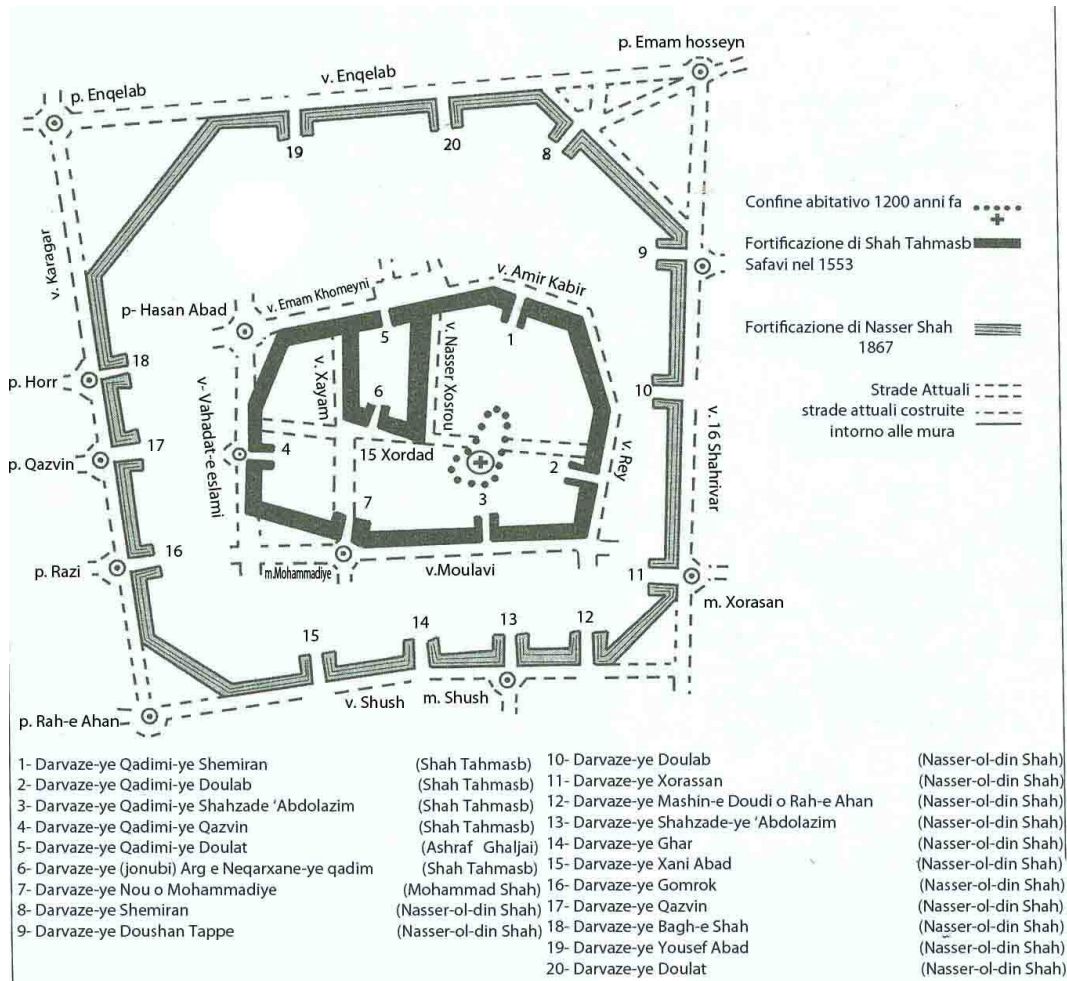 p. Emam hosseyn
v. Enqelab
p. Enqelab
19
20
8
v. Karagar
9
Confine abitativo 1200 anni fa
Fortificazione di Shah Tahmasb
Safavi nel 1553
Fortificazione di Nasser Shah
1867
Strade Attuali
strade attuali costruite
intorno alle mura
v. Amir Kabir
v. Emam Khomeyni
p- Hasan Abad
5
1
v. Xayam
v. Nasser Xosrou
18
p. Horr
6
10
17
p. Qazvin
4
15 Xordad
2
v. Rey
v. 16 Shahrivar
v- Vahadat-e eslami
7
3
16
p. Razi
m.Mohammadiye
v.Moulavi
11
m. Xorasan
15
14
13
12
v. Shush
m. Shush
p. Rah-e Ahan
1- Darvaze-ye Qadimi-ye Shemiran (Shah Tahmasb)
2- Darvaze-ye Qadimi-ye Doulab (Shah Tahmasb)
3- Darvaze-ye Qadimi-ye Shahzade ‘Abdolazim (Shah Tahmasb)
4- Darvaze-ye Qadimi-ye Qazvin (Shah Tahmasb)
5- Darvaze-ye Qadimi-ye Doulat (Ashraf Ghaljai)
6- Darvaze-ye (jonubi) Arg e Neqarxane-ye qadim (Shah Tahmasb)
7- Darvaze-ye Nou o Mohammadiye (Mohammad Shah)
8- Darvaze-ye Shemiran (Nasser-ol-din Shah)
9- Darvaze-ye Doushan Tappe (Nasser-ol-din Shah)
10- Darvaze-ye Doulab (Nasser-ol-din Shah)
11- Darvaze-ye Xorassan (Nasser-ol-din Shah)
12- Darvaze-ye Mashin-e Doudi o Rah-e Ahan (Nasser-ol-din Shah)
13- Darvaze-ye Shahzade-ye ‘Abdolazim (Nasser-ol-din Shah)
14- Darvaze-ye Ghar (Nasser-ol-din Shah)
15- Darvaze-ye Xani Abad (Nasser-ol-din Shah)
16- Darvaze-ye Gomrok (Nasser-ol-din Shah)
17- Darvaze-ye Qazvin (Nasser-ol-din Shah)
18- Darvaze-ye Bagh-e Shah (Nasser-ol-din Shah)
19- Darvaze-ye Yousef Abad (Nasser-ol-din Shah)
20- Darvaze-ye Doulat (Nasser-ol-din Shah)